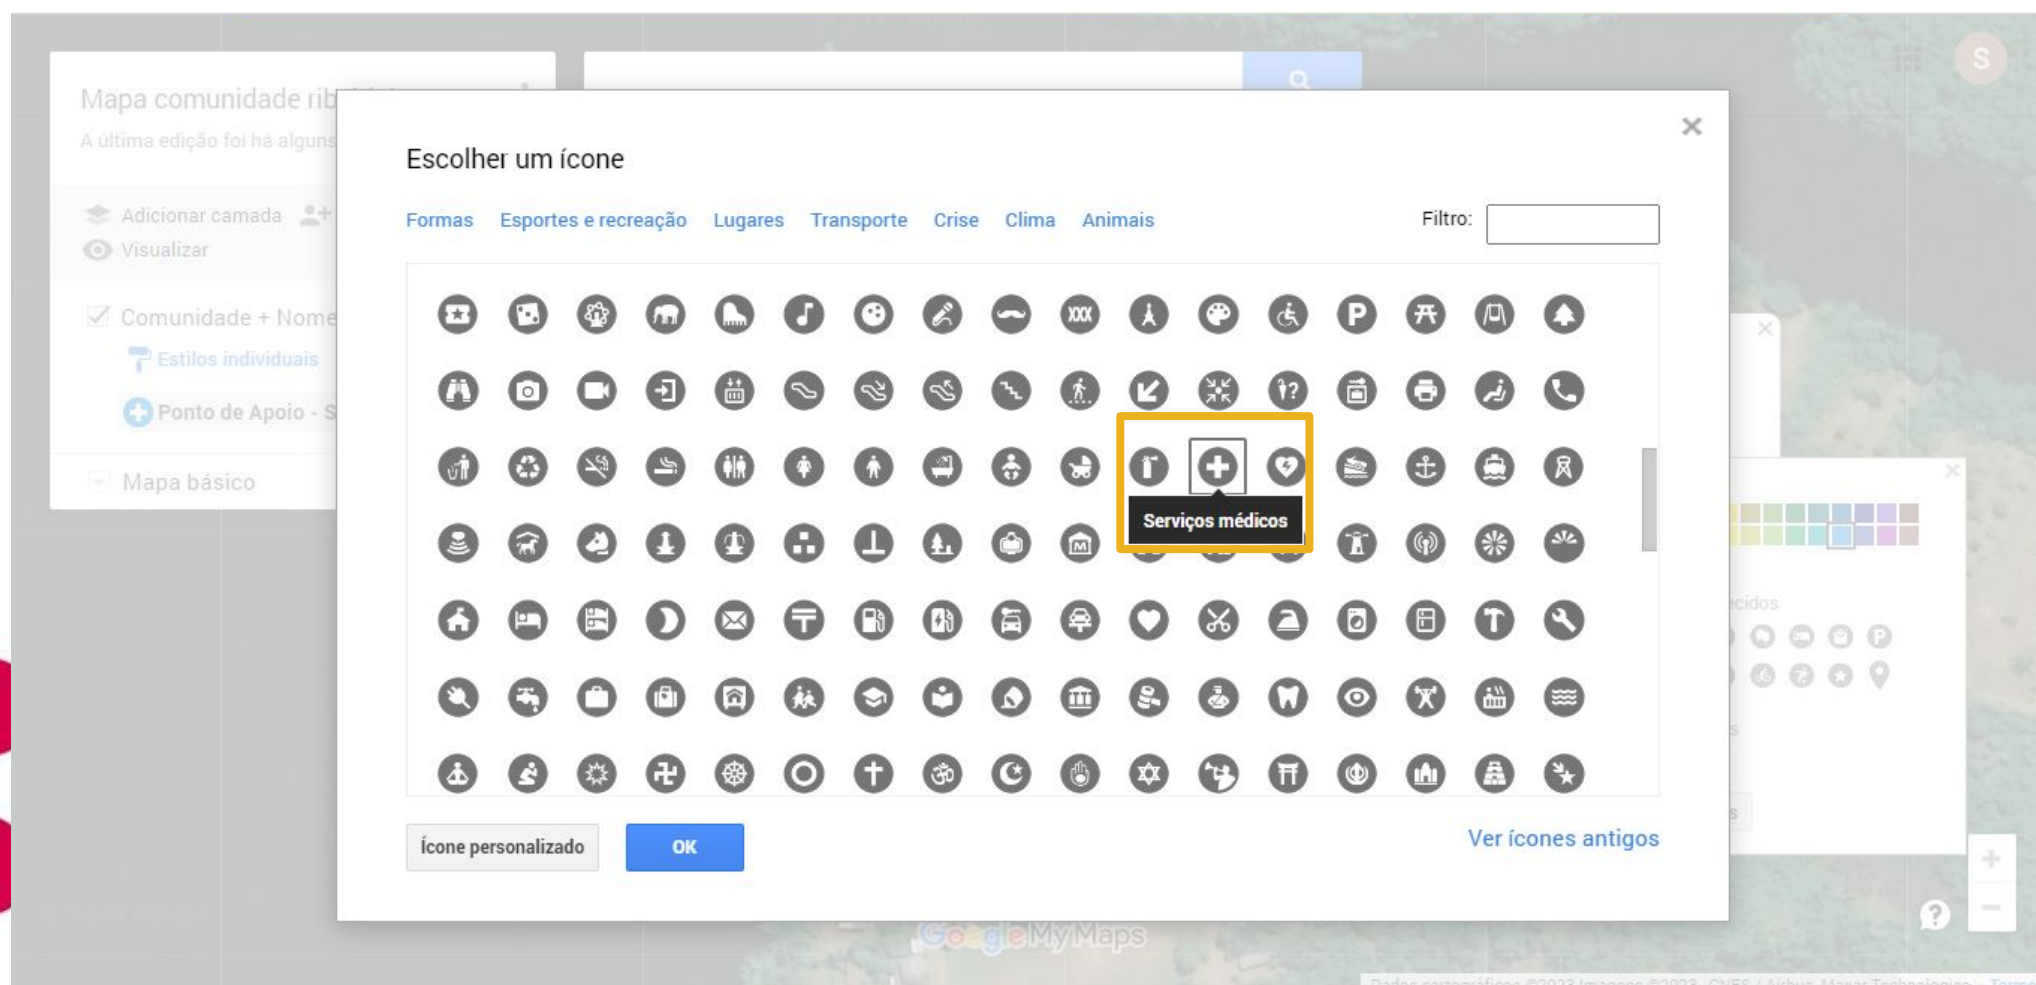 Mapa comunidade rib
A última edição foi há alguns
S
Escolher um ícone
Adicionar camada
Visualizar
Formas Esportes e recreação Lugares Transporte Crise Clima Animais Filtro:
Comunidade + Nome
Estilos individuais
Ponto de Apoio - S
Mapa básico
XXX
P
Serviços médicos
M
ecidos
P
Ícone personalizado OK Ver ícones antigos
Google My Maps